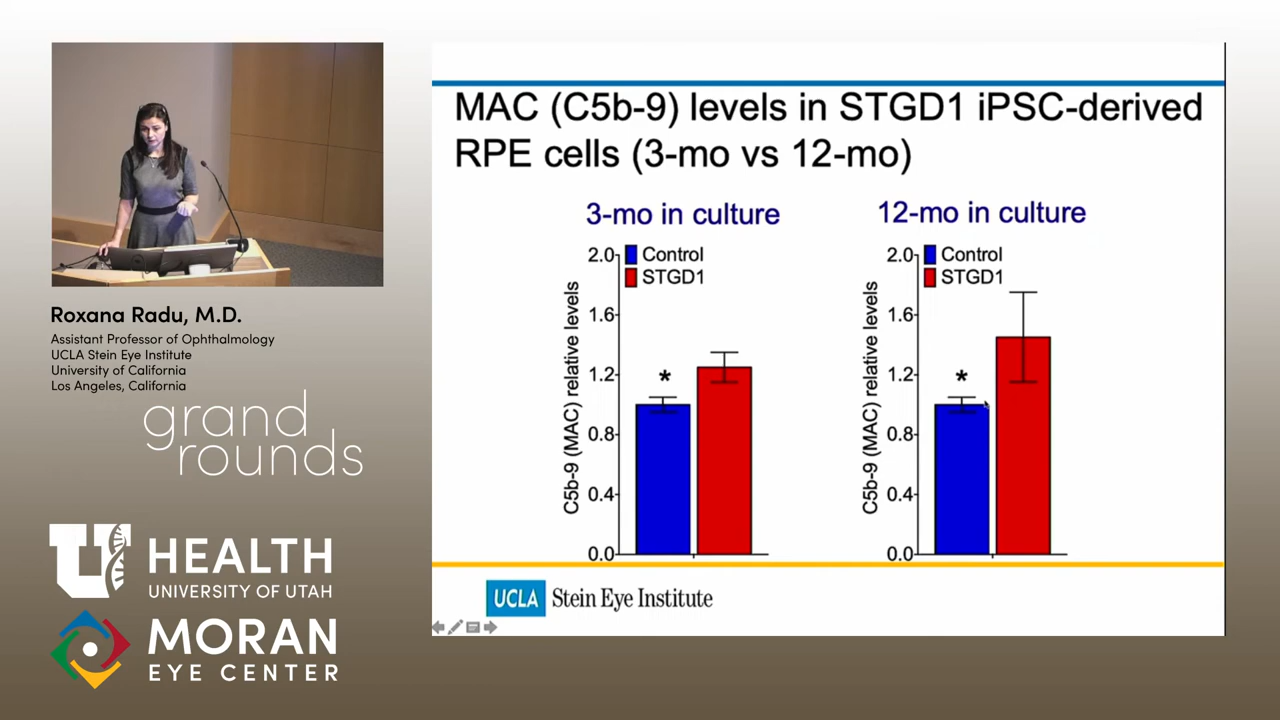 MAC (C5b-9) levels in STGD1 iPSC-derived
RPE cells (3-mo vs 12-mo)
3-mo in culture
2.0
1.6
1.2
0.8
0.4
0.0
C5b-9 (MAC) relative levels
Control
STGD1
*
12-mo in culture
2.0
1.6
1.2
0.8
0.4
0.0
C5b-9 (MAC) relative levels
Control
STGD1
*
UCLA Stein Eye Institute
Roxana Radu, M.D.
Assistant Professor of Ophthalmology
UCLA Stein Eye Institute
University of California
Los Angeles, California
grand
rounds
U HEALTH
UNIVERSITY OF UTAH
MORAN
EYE CENTER